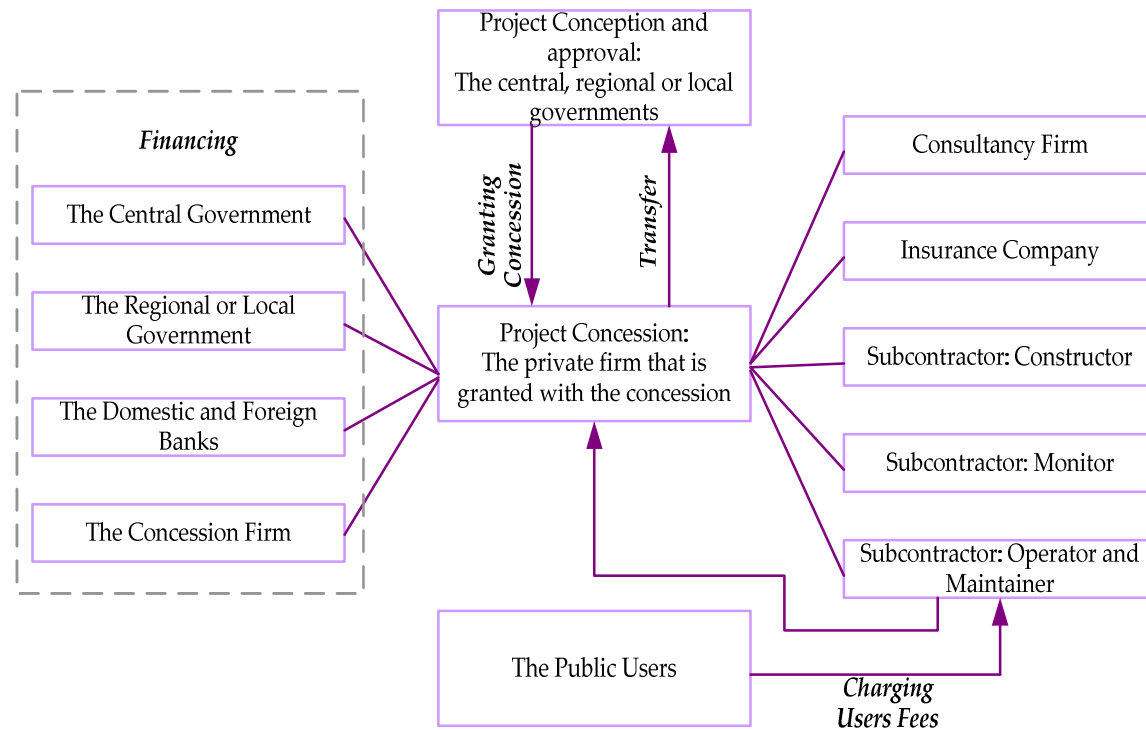 Project Conception and
approval:
The central, regional or local
governments
Financing
The Central Government
The Regional or Local
Government
The Domestic and Foreign
Banks
The Concession Firm
Granting
Concession
Transfer
Project Concession:
The private firm that is
granted with the concession
Consultancy Firm
Insurance Company
Subcontractor: Constructor
Subcontractor: Monitor
Subcontractor: Operator and
Maintainer
The Public Users
Charging
Users Fees